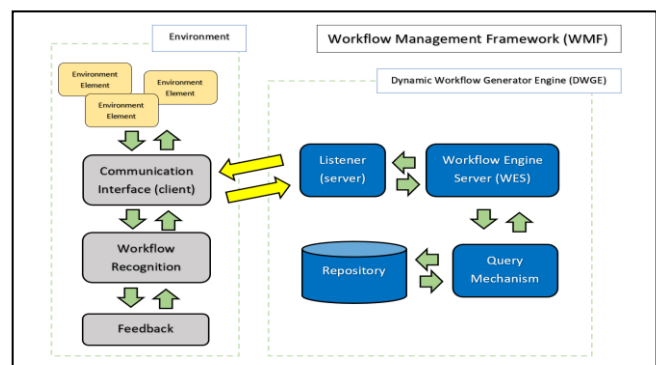 Environment
Workflow Management Framework (WMF)
Dynamic Workflow Generator Engine (DWGE)
Environment
Element
Environment
Element
Environment
Element
Communication
Interface (client)
Listener
(server)
Workflow Engine
Server (WES)
Workflow
Recognition
Repository
Query
Mechanism
Feedback